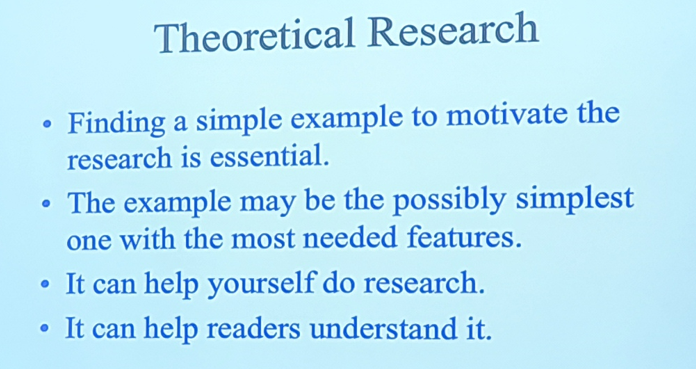 Theoretical Research
• Finding a simple example to motivate the
research is essential.
• The example may be the possibly simplest
one with the most needed features.
• It can help yourself do research.
• It can help readers understand it.